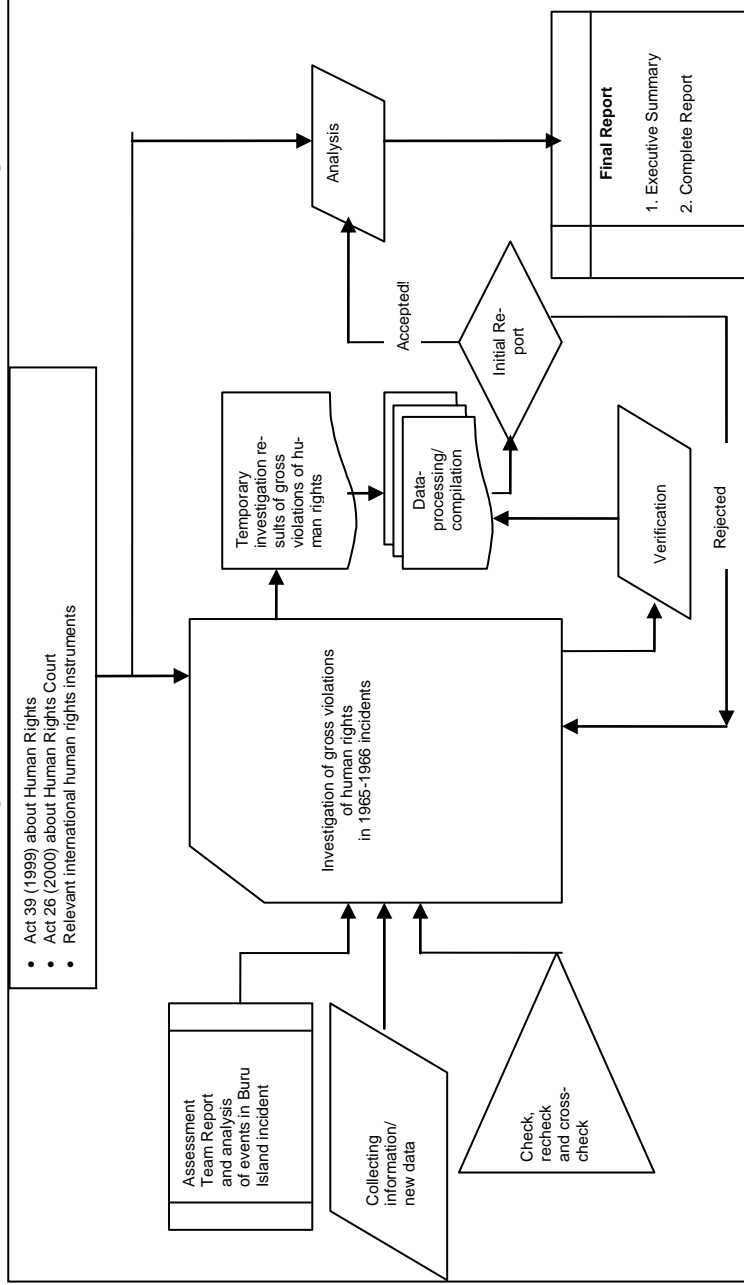 • Act 39 (1999) about Human Rights
• Act 26 (2000) about Human Rights Court
• Relevant international human rights instruments
Assessment
Team Report
and analysis
of events in Buru
Island incident
Collecting
information/
new data
Check,
recheck
and cross-
check
Investigation of gross violations
of human rights
in 1965-1966 incidents
Temporary
investigation re-
sults of gross
violations of hu-
man rights
Data-
processing/
compilation
Verification
Initial Re-
port
Accepted!
Rejected
Analysis
Final Report
1. Executive Summary
2. Complete Report